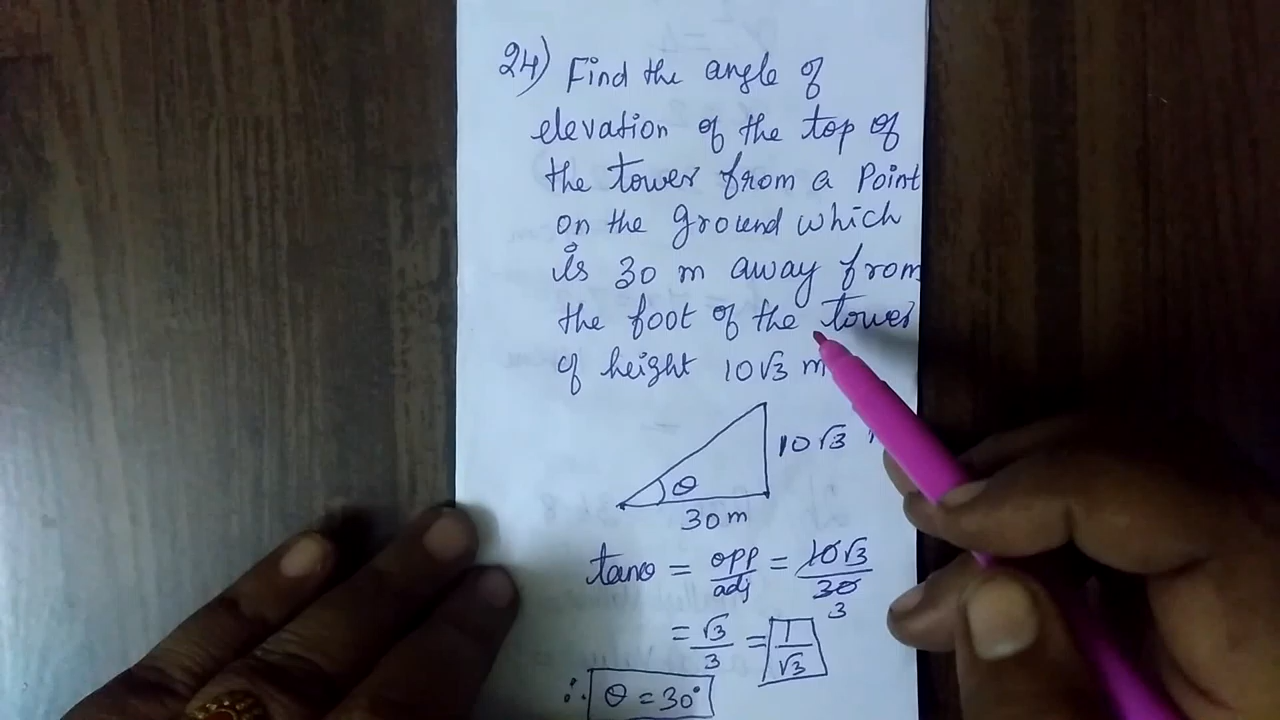 24) Find the angle of
elevation of the top of
the tower from a Point
on the ground which
is 30 m away from
the foot of the tower
of height 10√3 m
10√3
θ
30m
tanθ = opp/adj = 10√3/30
3
= √3/3 = 1/√3
∴ θ = 30°